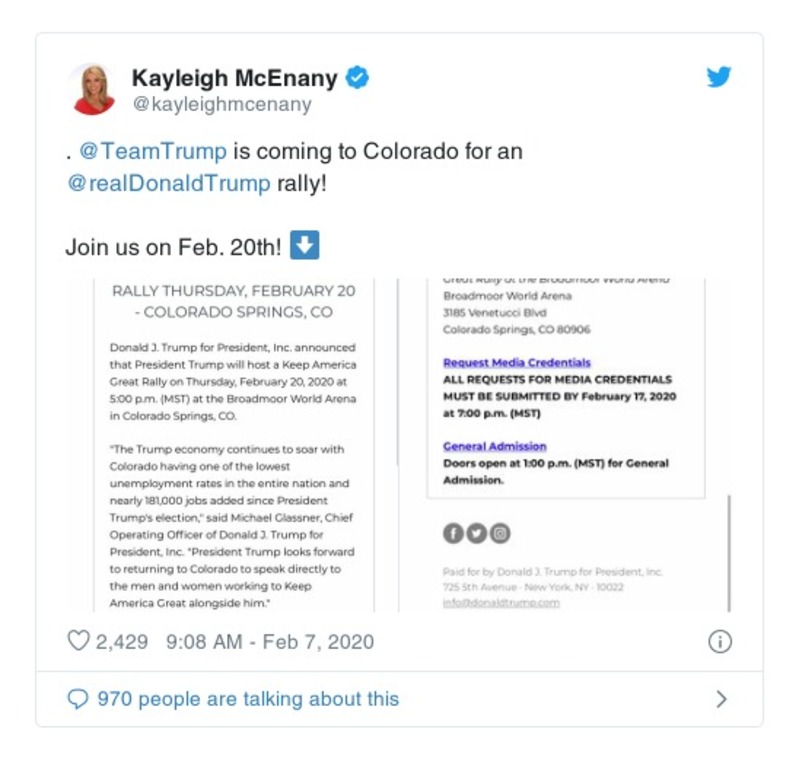 Kayleigh McEnany
@kayleighmcenany
. @TeamTrump is coming to Colorado for an
@realDonaldTrump rally!
Join us on Feb. 20th!
RALLY THURSDAY, FEBRUARY 20
- COLORADO SPRINGS, CO
Donald J. Trump for President, Inc. announced
that President Trump will host a Keep America
Great Rally on Thursday, February 20, 2020 at
5:00 p.m. (MST) at the Broadmoor World Arena
in Colorado Springs, CO.
"The Trump economy continues to soar with
Colorado having one of the lowest
unemployment rates in the entire nation and
nearly 181,000 jobs added since President
Trump's election," said Michael Glassner, Chief
Operating Officer of Donald J. Trump for
President, Inc. "President Trump looks forward
to returning to Colorado to speak directly to
the men and women working to Keep
America Great alongside him."
Great Rally at the Broadmoor World Arena
Broadmoor World Arena
3185 Venetucci Blvd
Colorado Springs, CO 80906
Request Media Credentials
ALL REQUESTS FOR MEDIA CREDENTIALS
MUST BE SUBMITTED BY February 17, 2020
at 7:00 p.m. (MST)
General Admission
Doors open at 1:00 p.m. (MST) for General
Admission.
Paid for by Donald J. Trump for President, Inc.
725 5th Avenue · New York, NY · 10022
info@donaldtrump.com
2,429 9:08 AM - Feb 7, 2020
970 people are talking about this